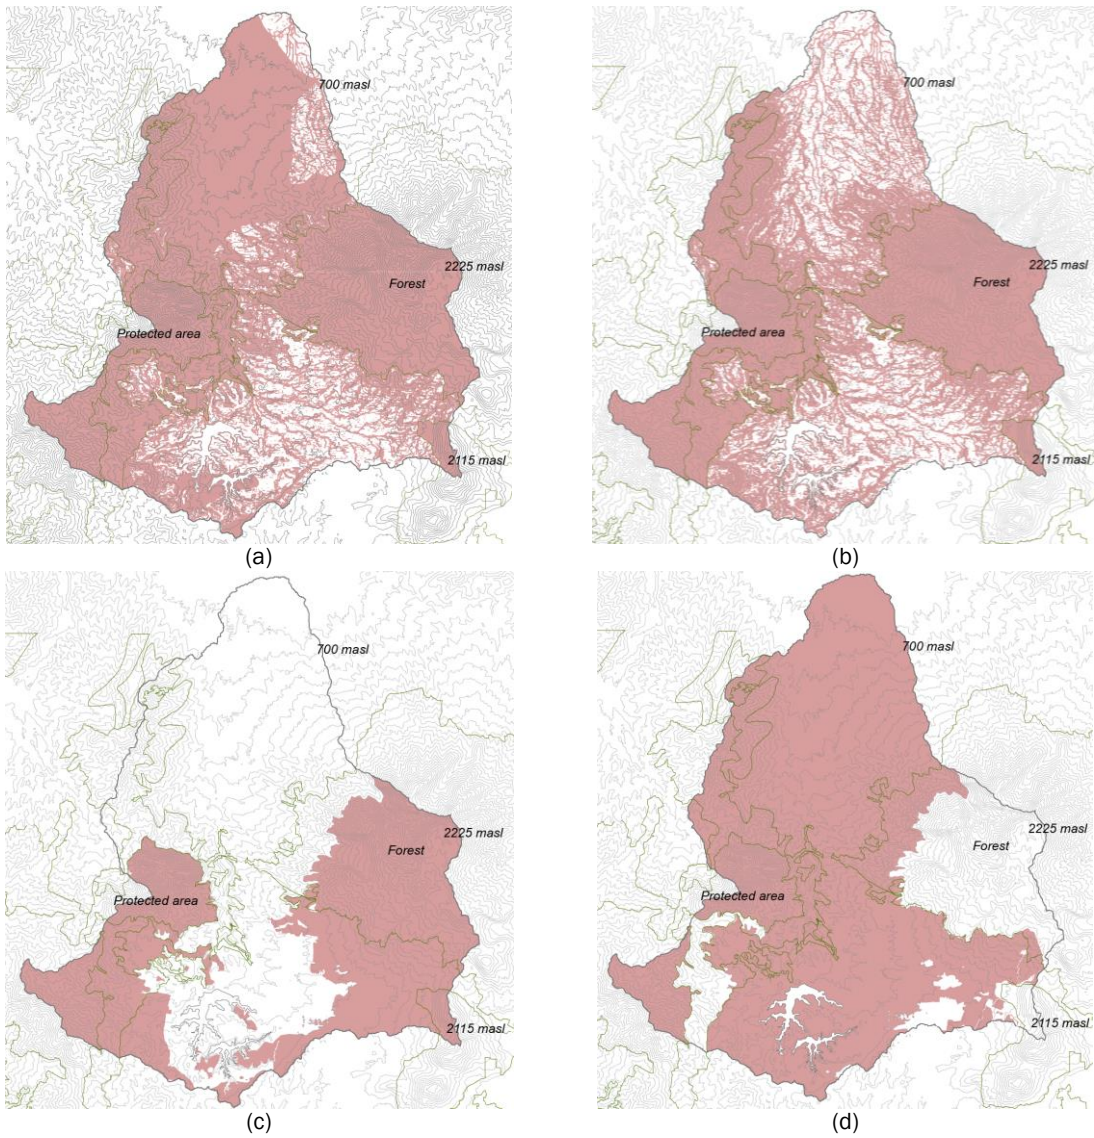 700 masl
700 masl
2225 masl
2225 masl
Forest
Forest
Protected area
Protected area
2115 masl
2115 masl
(a)
(b)
700 masl
700 masl
2225 masl
2225 masl
Forest
Forest
Protected area
Protected area
2115 masl
2115 masl
(c)
(d)